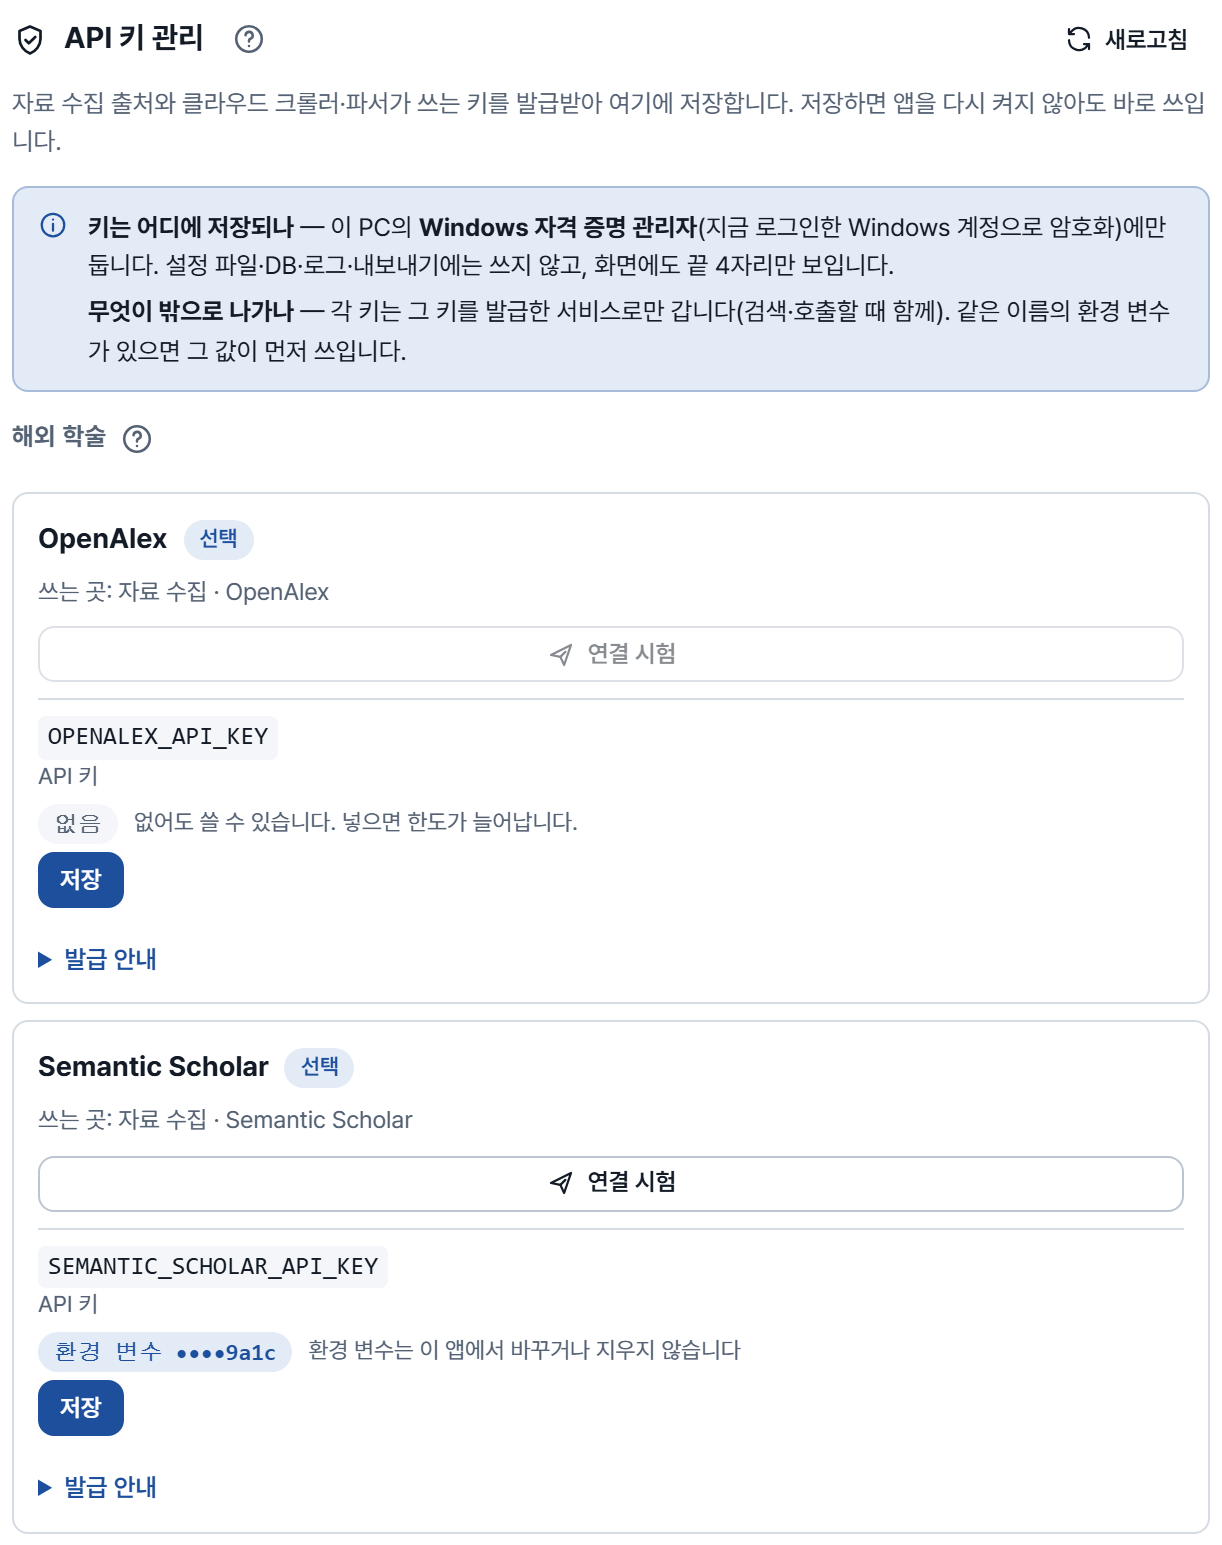 API 키 관리
새로고침
자료 수집 출처와 클라우드 크롤러·파서가 쓰는 키를 발급받아 여기에 저장합니다. 저장하면 앱을 다시 켜지 않아도 바로 쓰입
니다.
키는 어디에 저장되나 — 이 PC의 Windows 자격 증명 관리자(지금 로그인한 Windows 계정으로 암호화)에만
둡니다. 설정 파일·DB·로그·내보내기에는 쓰지 않고, 화면에도 끝 4자리만 보입니다.
무엇이 밖으로 나가나 — 각 키는 그 키를 발급한 서비스로만 갑니다(검색·호출할 때 함께). 같은 이름의 환경 변수
가 있으면 그 값이 먼저 쓰입니다.
해외 학술
OpenAlex 선택
쓰는 곳: 자료 수집 · OpenAlex
연결 시험
OPENALEX_API_KEY
API 키
없음 없어도 쓸 수 있습니다. 넣으면 한도가 늘어납니다.
저장
▶ 발급 안내
Semantic Scholar 선택
쓰는 곳: 자료 수집 · Semantic Scholar
연결 시험
SEMANTIC_SCHOLAR_API_KEY
API 키
환경 변수 ••••9a1c 환경 변수는 이 앱에서 바꾸거나 지우지 않습니다
저장
▶ 발급 안내